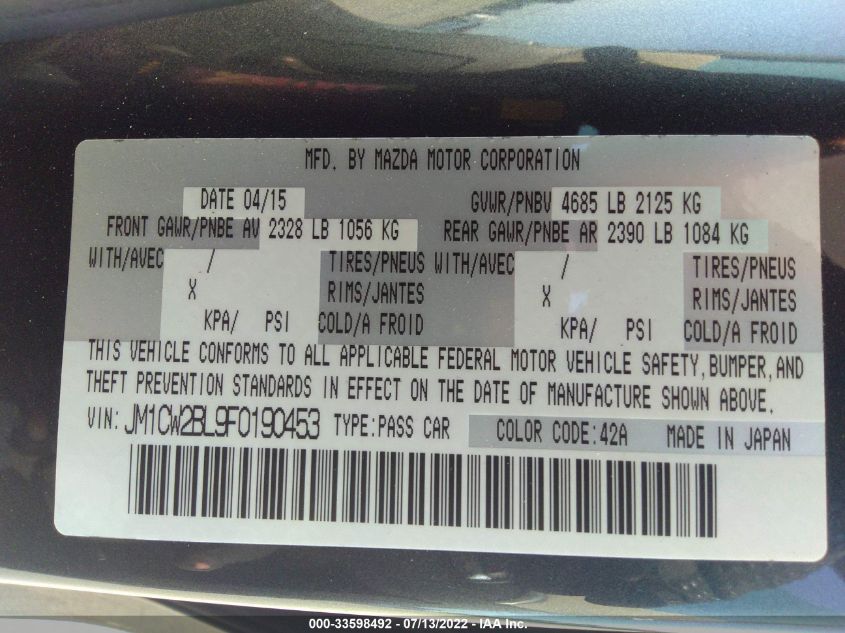 MFD. BY MAZDA MOTOR CORPORATION
DATE 04/15 GVWR/PNBV 4685 LB 2125 KG
FRONT GAWR/PNBE AV 2328 LB 1056 KG REAR GAWR/PNBE AR 2390 LB 1084 KG
WITH/AVEC / TIRES/PNEUS WITH/AVEC / TIRES/PNEUS
X RIMS/JANTES X RIMS/JANTES
KPA/ PSI COLD/A FROID KPA/ PSI COLD/A FROID
THIS VEHICLE CONFORMS TO ALL APPLICABLE FEDERAL MOTOR VEHICLE SAFETY, BUMPER, AND
THEFT PREVENTION STANDARDS IN EFFECT ON THE DATE OF MANUFACTURE SHOWN ABOVE.
VIN: JM1CW2BL9F0190453 TYPE:PASS CAR COLOR CODE:42A MADE IN JAPAN
000-33598492 - 07/13/2022 - IAA Inc.